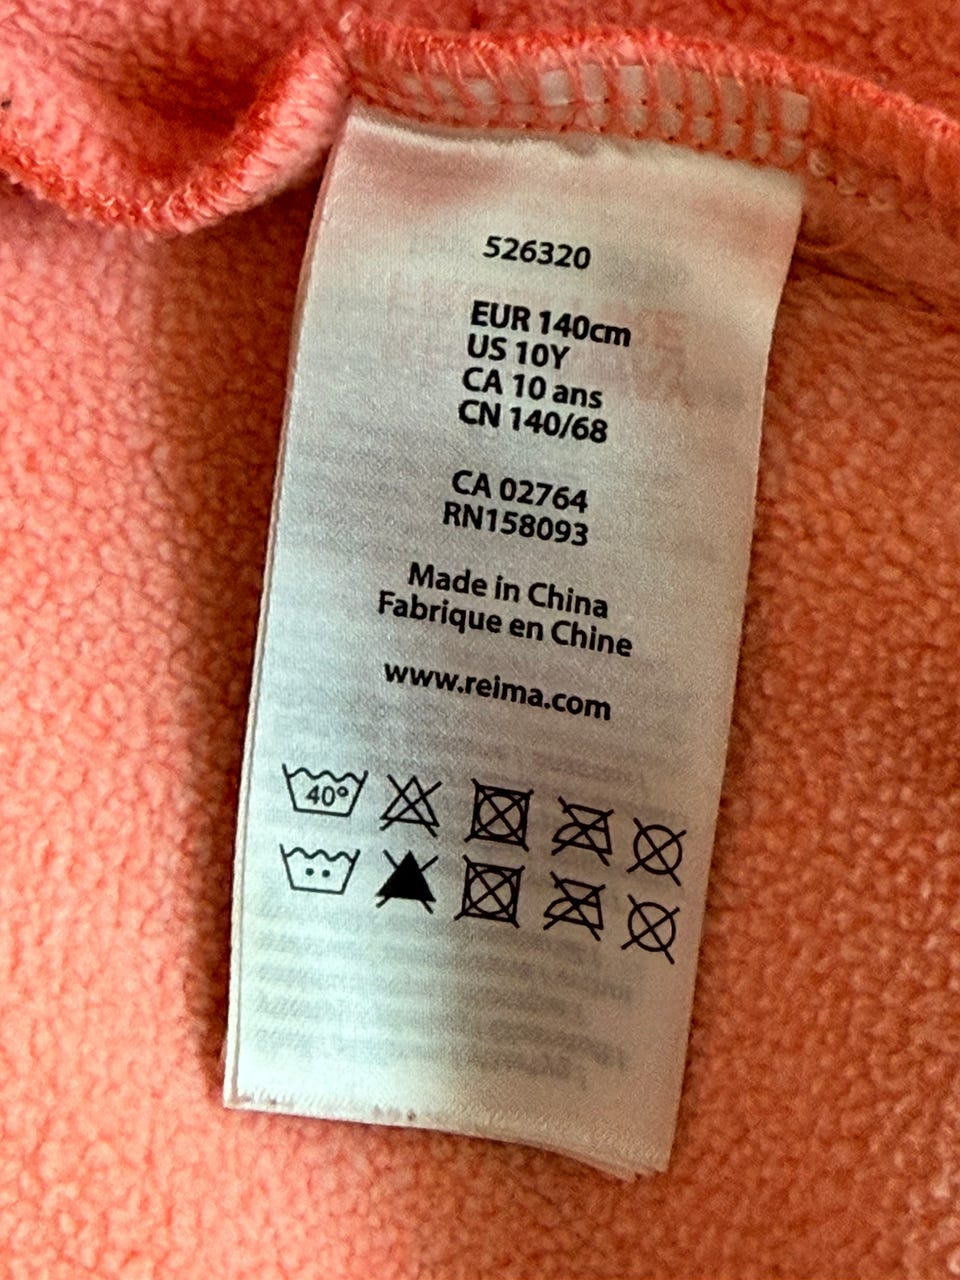 526320
EUR 140cm
US 10Y
CA 10 ans
CN 140/68
CA 02764
RN158093
Made in China
Fabrique en Chine
www.reima.com
40°